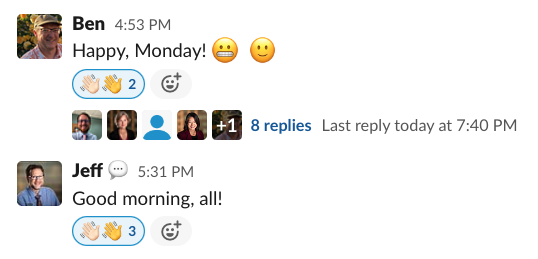 Ben 4:53 PM
Happy, Monday! 😬 🙂
2
+1 8 replies Last reply today at 7:40 PM
Jeff 💬 5:31 PM
Good morning, all!
3